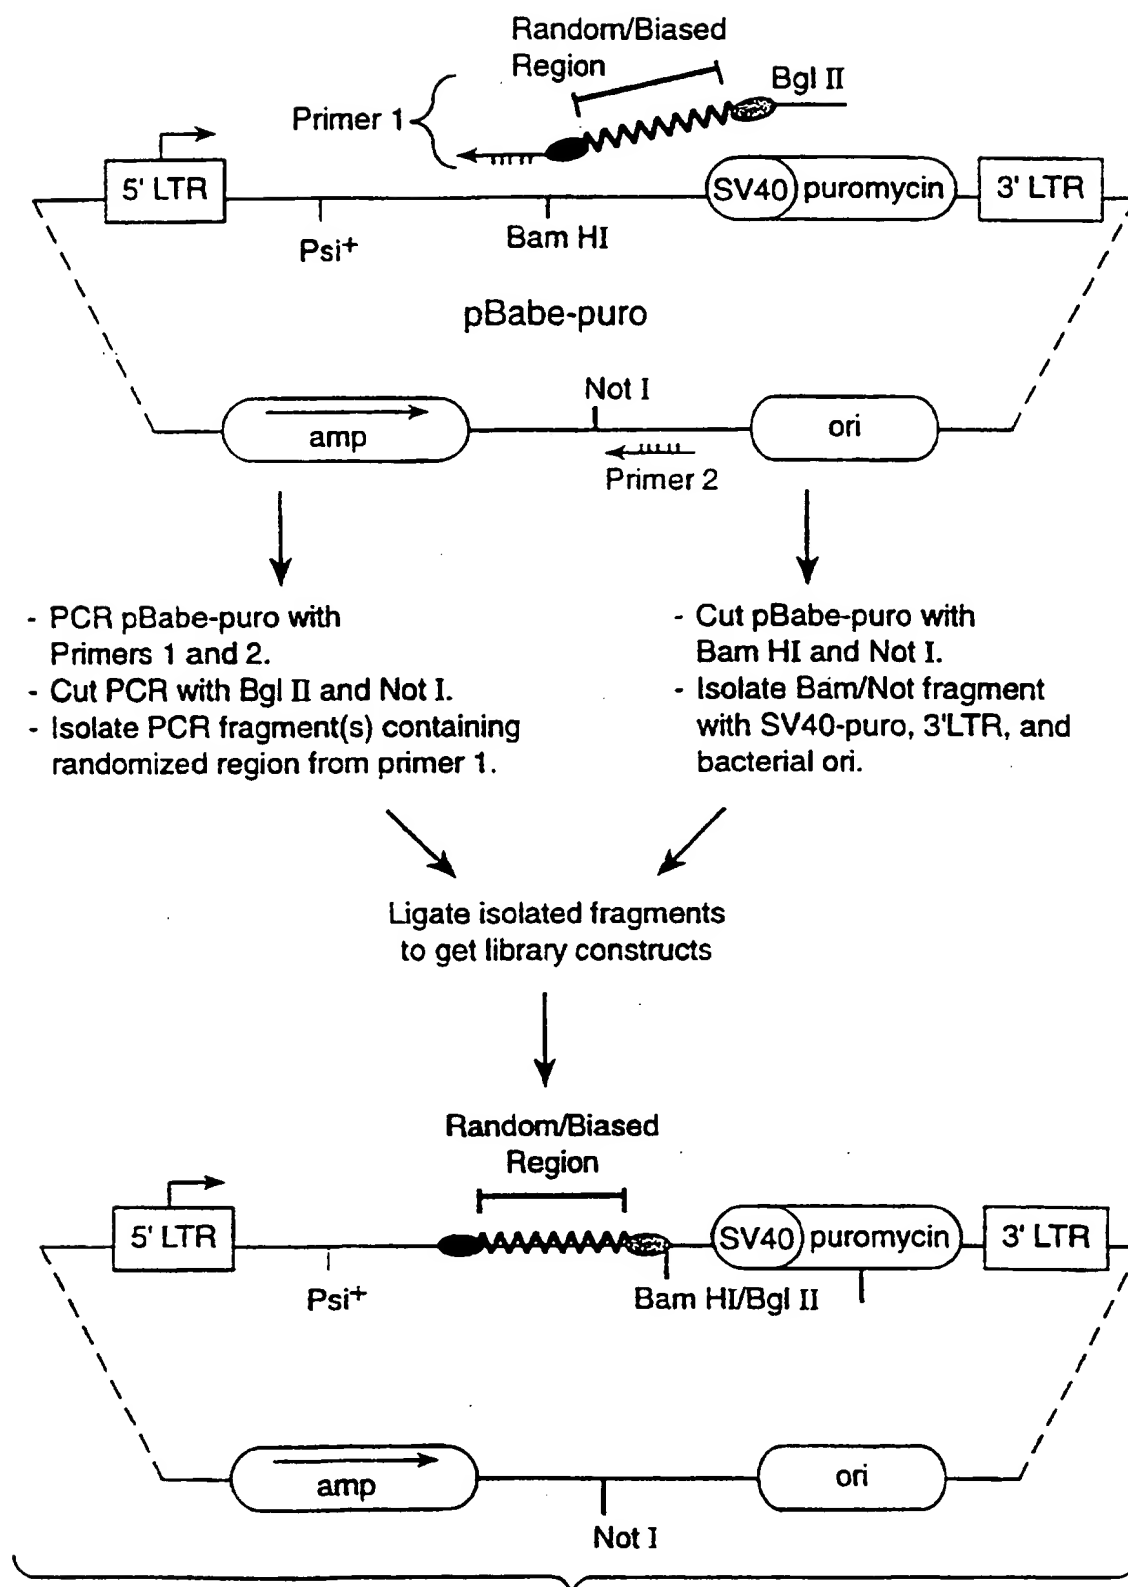 Random/Biased
Region
Bgl II
Primer 1
5' LTR
SV40
puromycin
3' LTR
Psi+
Bam HI
pBabe-puro
Not I
amp
ori
Primer 2
- PCR pBabe-puro with
Primers 1 and 2.
- Cut PCR with Bgl II and Not I.
- Isolate PCR fragment(s) containing
randomized region from primer 1.
- Cut pBabe-puro with
Bam HI and Not I.
- Isolate Bam/Not fragment
with SV40-puro, 3'LTR, and
bacterial ori.
Ligate isolated fragments
to get library constructs
Random/Biased
Region
5' LTR
SV40
puromycin
3' LTR
Psi+
Bam HI/Bgl II
amp
ori
Not I